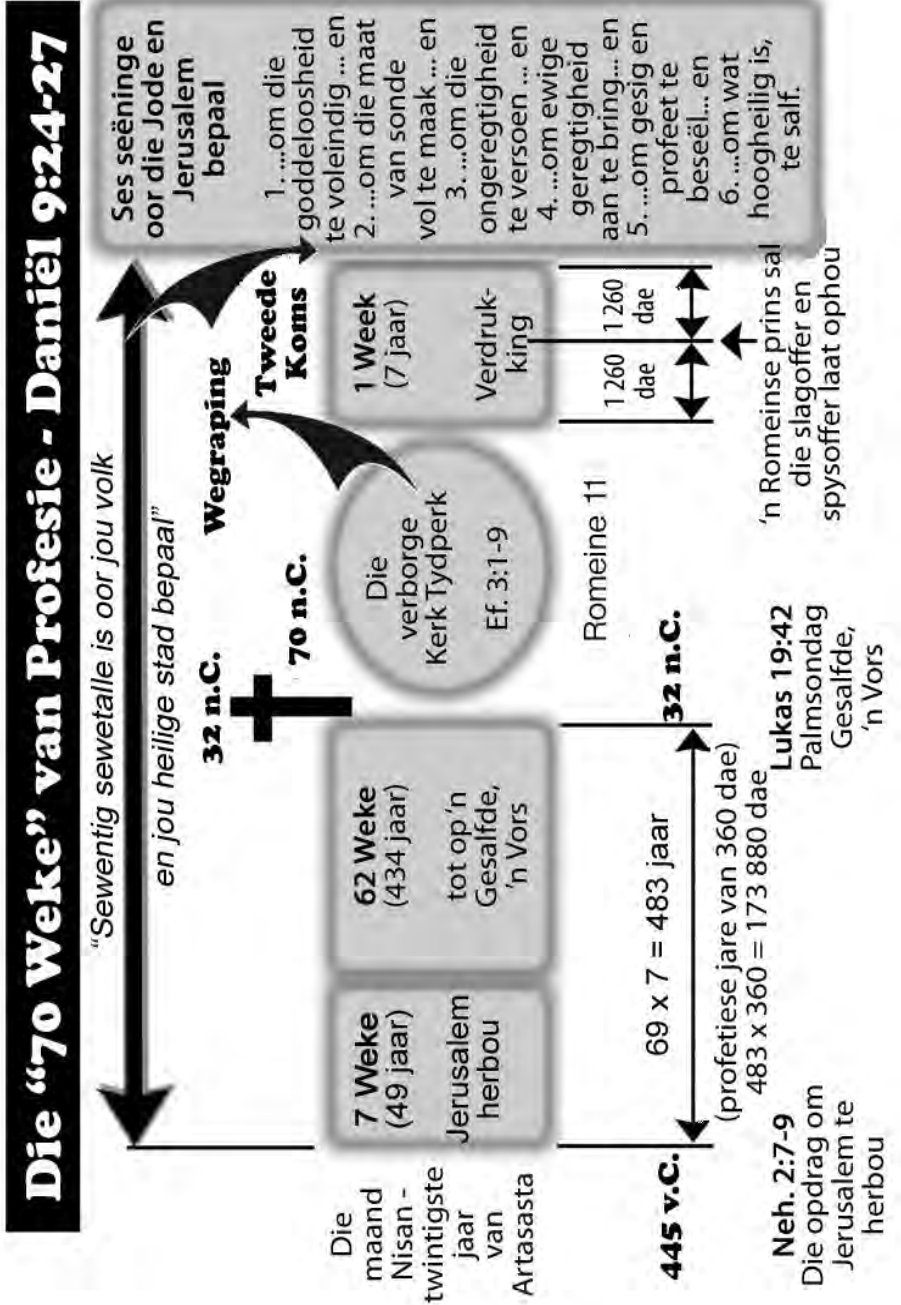 Die “70 Weke” van Profesie - Daniël 9:24-27
“Sewentig sewetalle is oor jou volk
en jou heilige stad bepaal”
32 n.C.
70 n.C.
Wegraping
Tweede
Koms
Die
maand
Nisan -
twintigste
jaar
van
Artasasta
7 Weke
(49 jaar)
Jerusalem
herbou
62 Weke
(434 jaar)
tot op ‘n
Gesalfde,
‘n Vors
Die
verborge
Kerk Tydperk
Ef. 3:1-9
1 Week
(7 jaar)
Verdruk-
king
Ses seëninge
oor die Jode en
Jerusalem
bepaal
1. ...om die
goddeloosheid
te voleindig ... en
2. ...om die maat
van sonde
vol te maak ... en
3. ...om die
ongeregtigheid
te versoen ... en
4. ...om ewige
geregtigheid
aan te bring... en
5. ...om gesig en
profeet te
beseël... en
6. ...om wat
hoogheilig is,
te salf.
Romeine 11
1 260
dae
1 260
dae
445 v.C.
69 x 7 = 483 jaar
32 n.C.
(profetiese jare van 360 dae)
483 x 360 = 173 880 dae
Neh. 2:7-9
Die opdrag om
Jerusalem te
herbou
Lukas 19:42
Palmsondag
Gesalfde,
‘n Vors
‘n Romeinse prins sal
die slagoffer en
spysoffer laat ophou